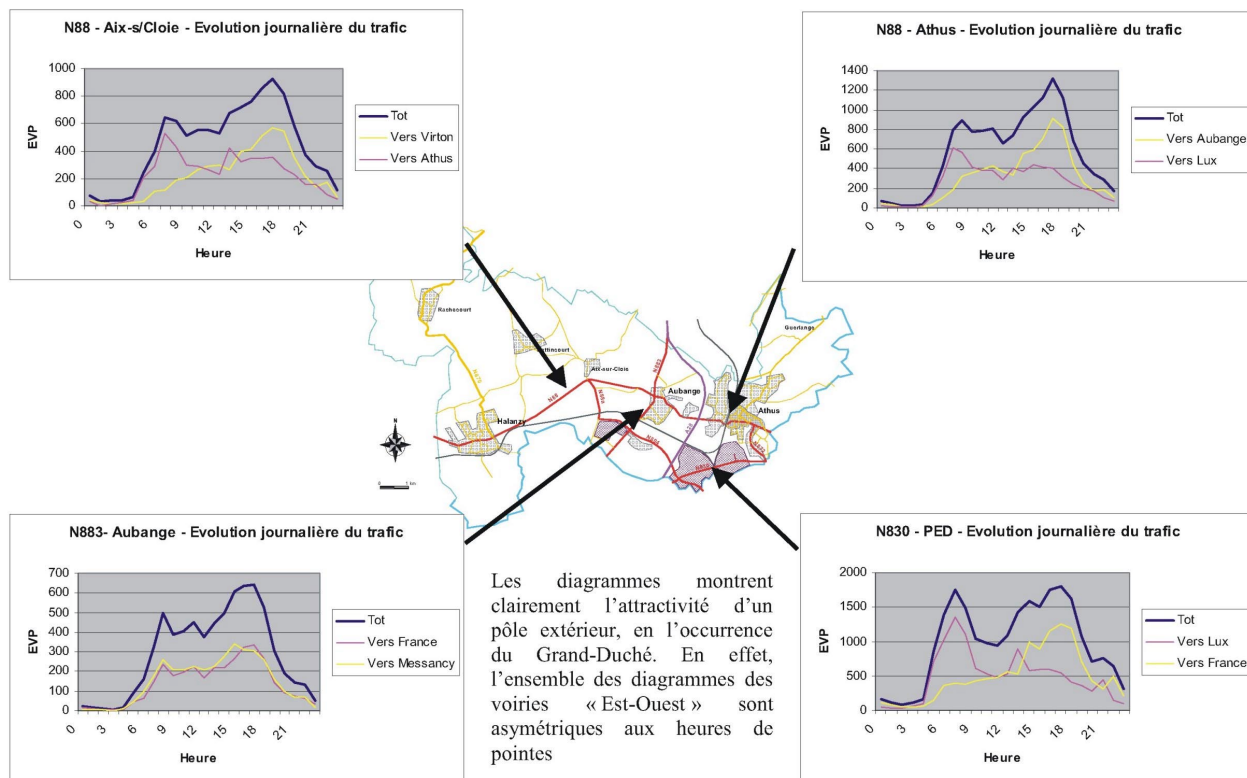 N88 - Aix-s/Cloie - Evolution journalière du trafic
1000
800
600
400
200
0
EVP
0
3
6
9
12
15
18
21
Heure
Tot
Vers Virton
Vers Athus
N88 - Athus - Evolution journalière du trafic
1400
1200
1000
800
600
400
200
0
EVP
0
3
6
9
12
15
18
21
Heure
Tot
Vers Aubange
Vers Lux
Rachecourt
Guerlange
Aix-sur-Cloie
N883
N870
N88
Aubange
Athus
Halanzy
A28
N
1 km
N830
N883- Aubange - Evolution journalière du trafic
700
600
500
400
300
200
100
0
EVP
0
3
6
9
12
15
18
21
Heure
Tot
Vers France
Vers Messancy
Les diagrammes montrent
clairement l'attractivité d'un
pôle extérieur, en l'occurrence
du Grand-Duché. En effet,
l'ensemble des diagrammes des
voiries « Est-Ouest » sont
asymétriques aux heures de
pointes
N830 - PED - Evolution journalière du trafic
2000
1500
1000
500
0
EVP
0
3
6
9
12
15
18
21
Heure
Tot
Vers Lux
Vers France